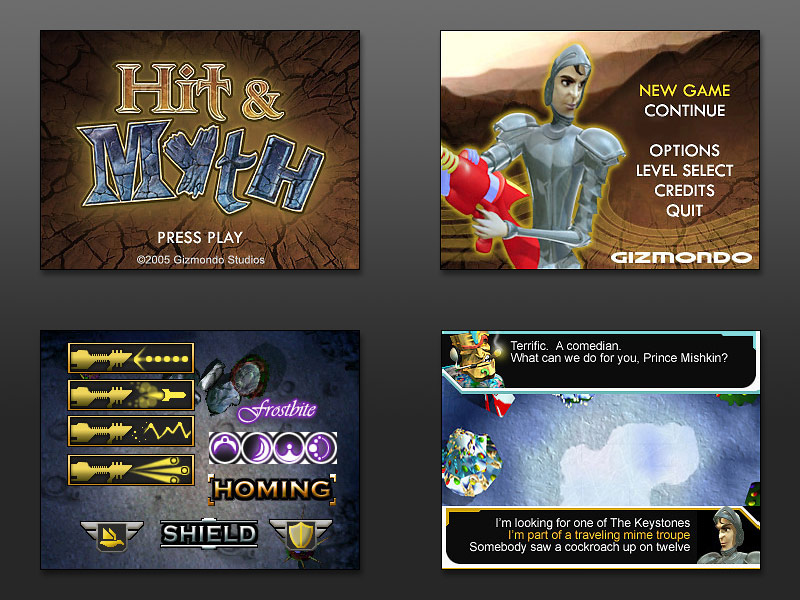 Hit &
Myth
PRESS PLAY
©2005 Gizmondo Studios
NEW GAME
CONTINUE
OPTIONS
LEVEL SELECT
CREDITS
QUIT
GIZMONDO
Frostbite
HOMING
SHIELD
Terrific. A comedian.
What can we do for you, Prince Mishkin?
I'm looking for one of The Keystones
I'm part of a traveling mime troupe
Somebody saw a cockroach up on twelve